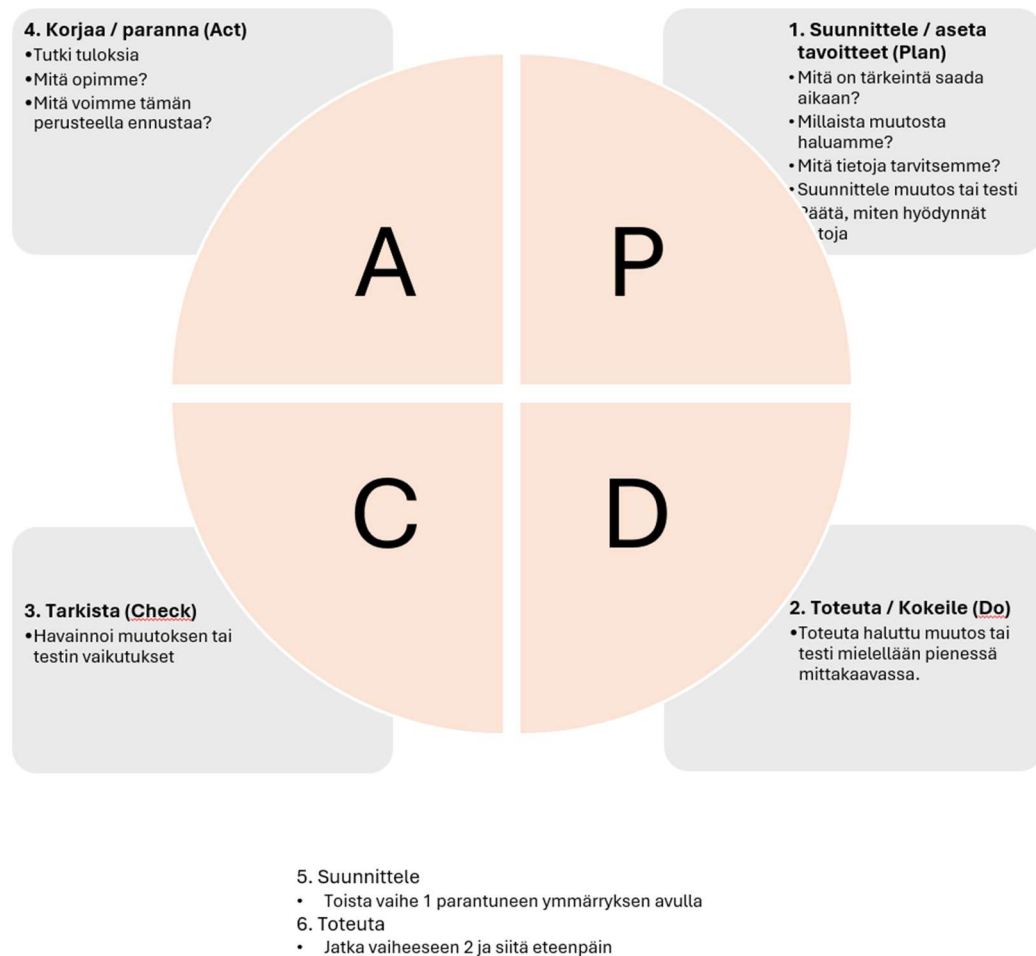 4. Korjaa / paranna (Act)
•Tutki tuloksia
•Mitä opimme?
•Mitä voimme tämän
perusteella ennustaa?
1. Suunnittele / aseta
tavoitteet (Plan)
•Mitä on tärkeintä saada
aikaan?
•Millaista muutosta
haluamme?
•Mitä tietoja tarvitsemme?
•Suunnittele muutos tai testi
miten hyödynnät
A
P
C
D
3. Tarkista (Check)
•Havainnoi muutoksen tai
testin vaikutukset
2. Toteuta / Kokeile (Do)
•Toteuta haluttu muutos tai
testi mielellään pienessä
mittakaavassa.
5. Suunnittele
• Toista vaihe 1 parantuneen ymmärryksen avulla
6. Toteuta
• Jatka vaiheeseen 2 ja siitä eteenpäin